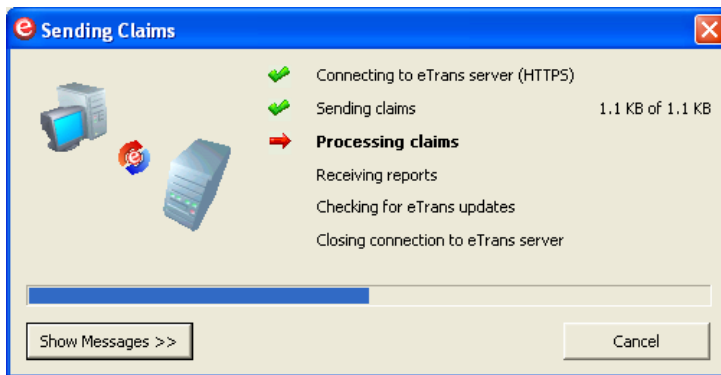 Sending Claims
Connecting to eTrans server (HTTPS)
Sending claims 1.1 KB of 1.1 KB
Processing claims
Receiving reports
Checking for eTrans updates
Closing connection to eTrans server
Show Messages >> Cancel